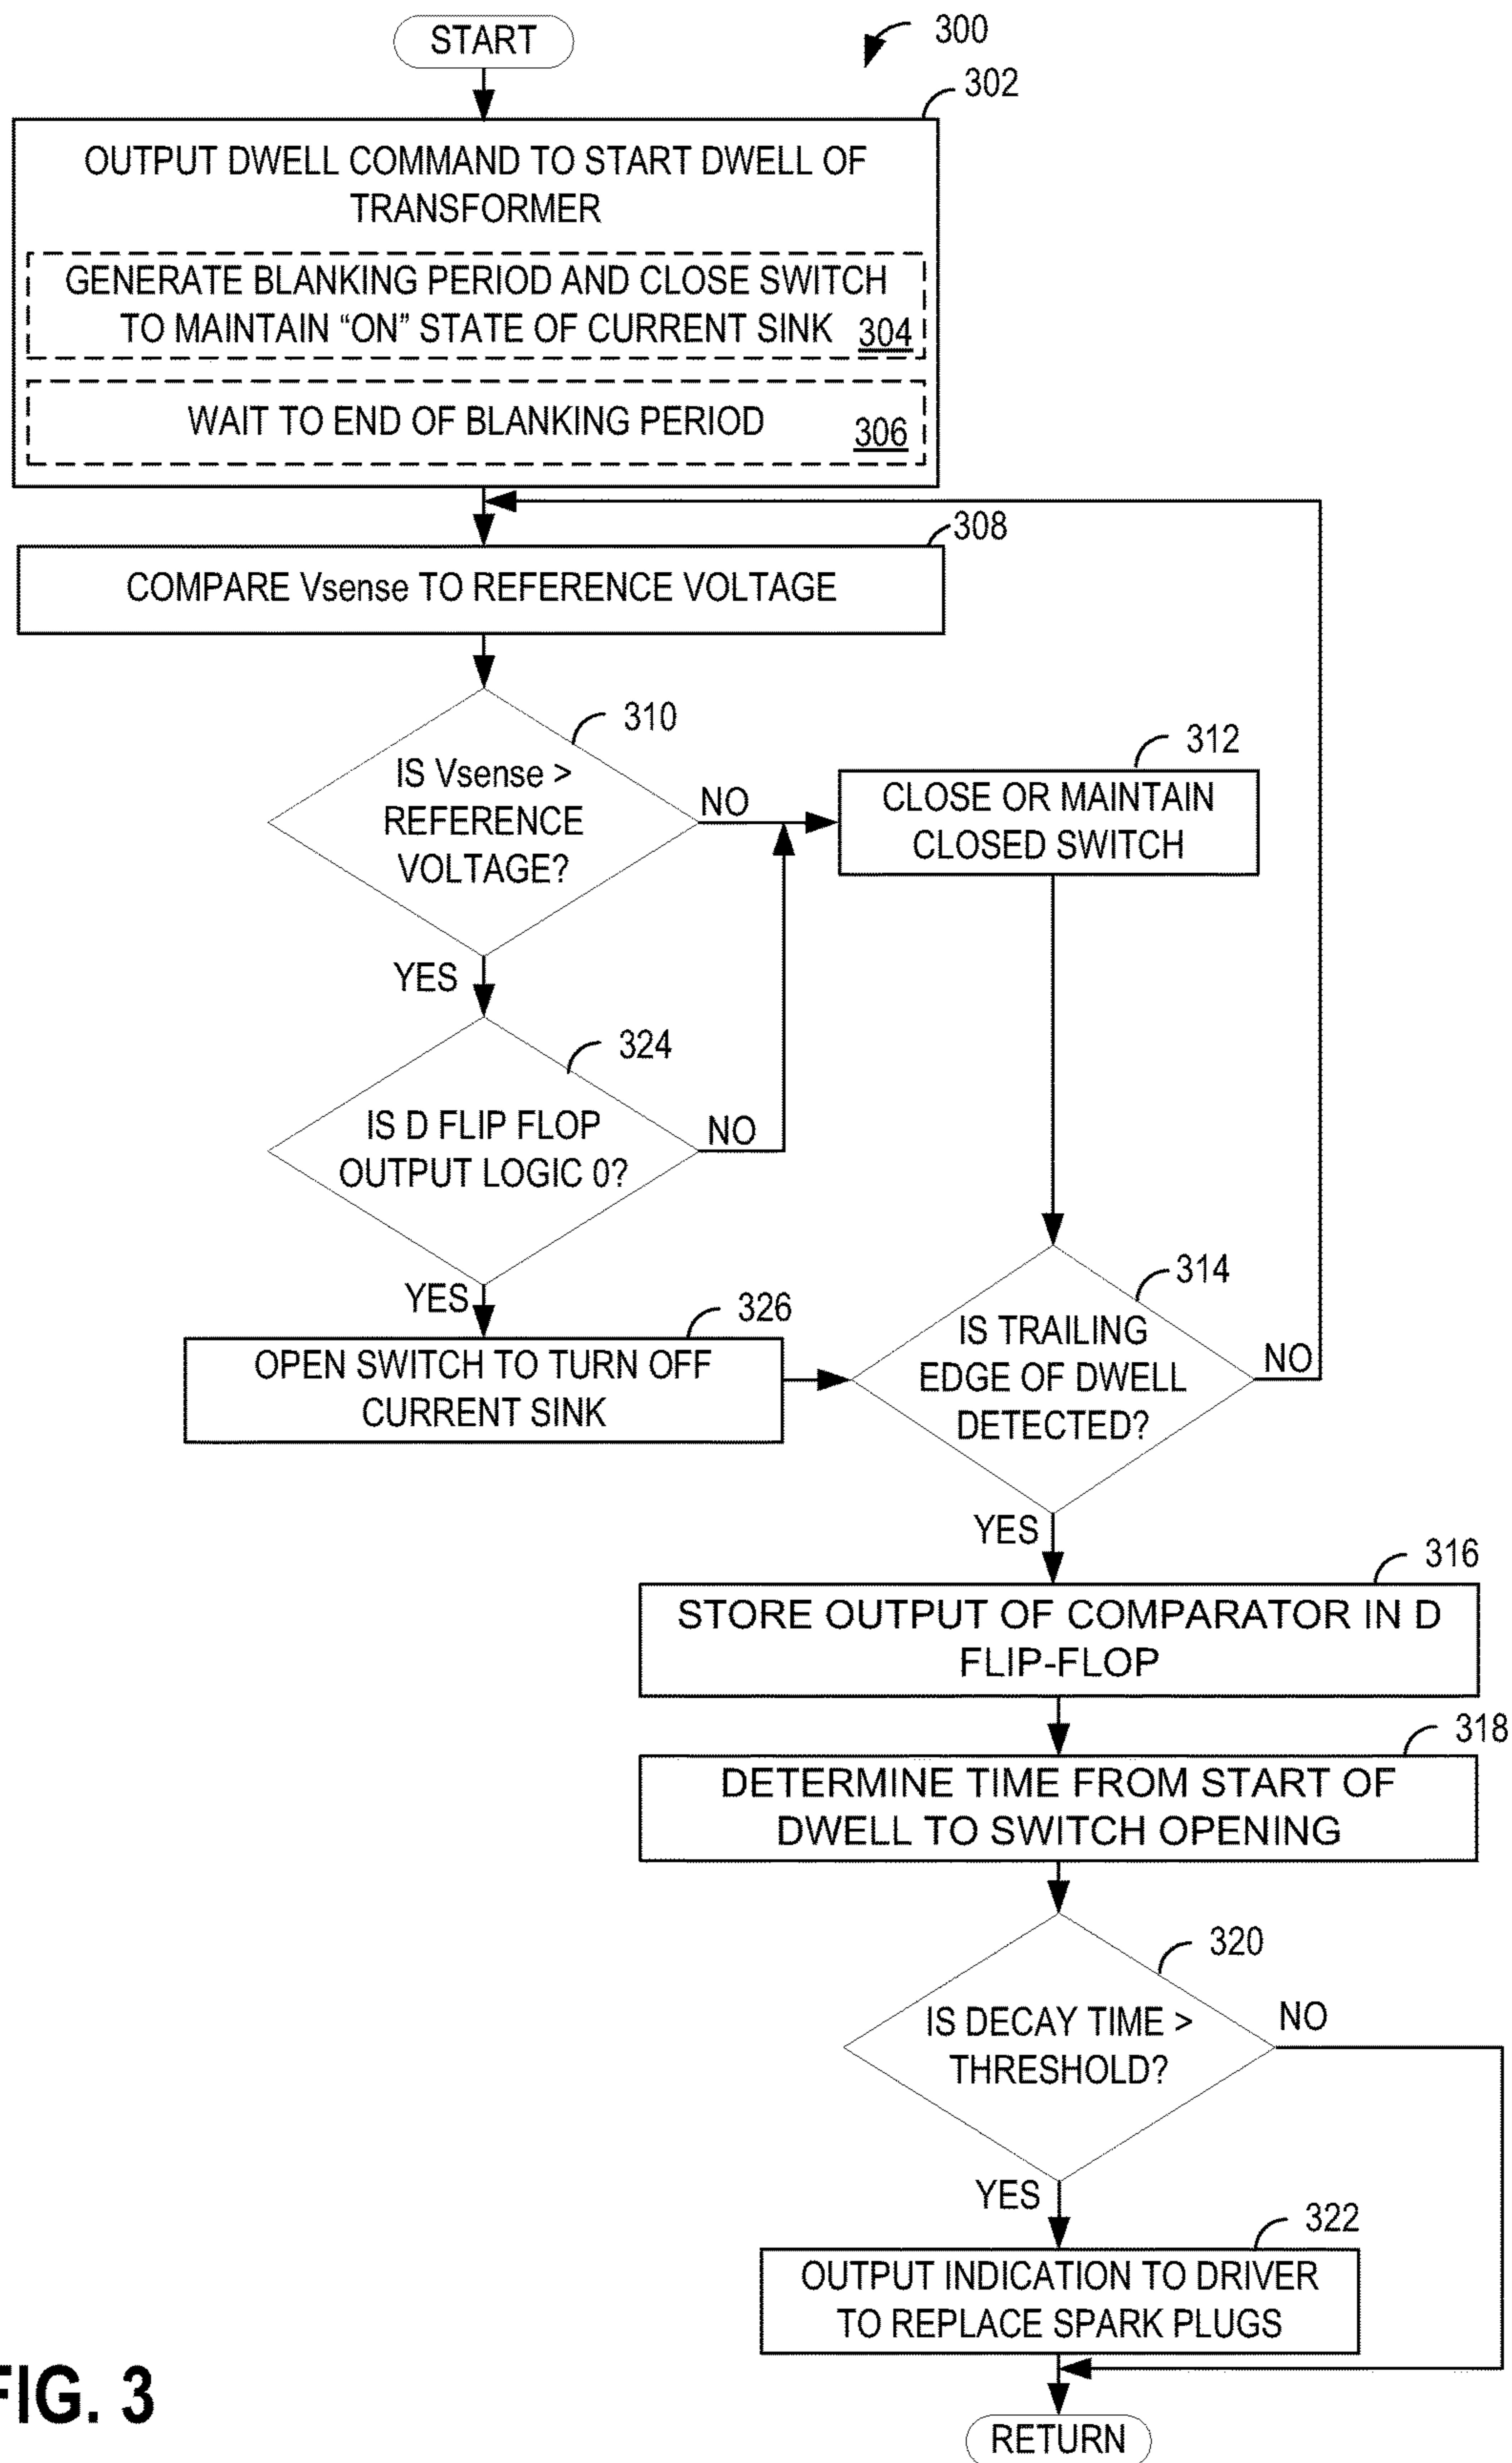 START
300
302
OUTPUT DWELL COMMAND TO START DWELL OF
TRANSFORMER
GENERATE BLANKING PERIOD AND CLOSE SWITCH
TO MAINTAIN “ON” STATE OF CURRENT SINK 304
WAIT TO END OF BLANKING PERIOD 306
308
COMPARE Vsense TO REFERENCE VOLTAGE
310
IS Vsense >
REFERENCE
VOLTAGE?
NO
312
CLOSE OR MAINTAIN
CLOSED SWITCH
YES
324
IS D FLIP FLOP
OUTPUT LOGIC 0?
NO
YES
326
OPEN SWITCH TO TURN OFF
CURRENT SINK
314
IS TRAILING
EDGE OF DWELL
DETECTED?
NO
YES
316
STORE OUTPUT OF COMPARATOR IN D
FLIP-FLOP
318
DETERMINE TIME FROM START OF
DWELL TO SWITCH OPENING
320
IS DECAY TIME >
THRESHOLD?
NO
YES
322
OUTPUT INDICATION TO DRIVER
TO REPLACE SPARK PLUGS
RETURN
FIG. 3